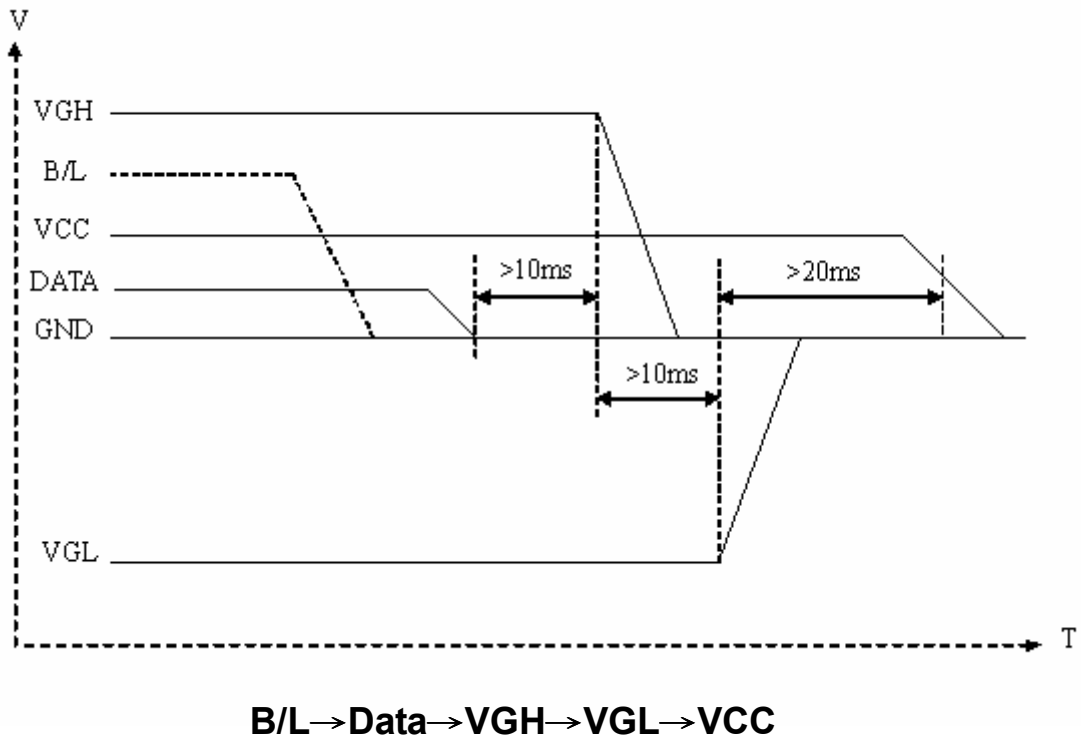 V
VGH
B/L
VCC
>10ms
>20ms
DATA
GND
>10ms
VGL
T
B/L→Data→VGH→VGL→VCC